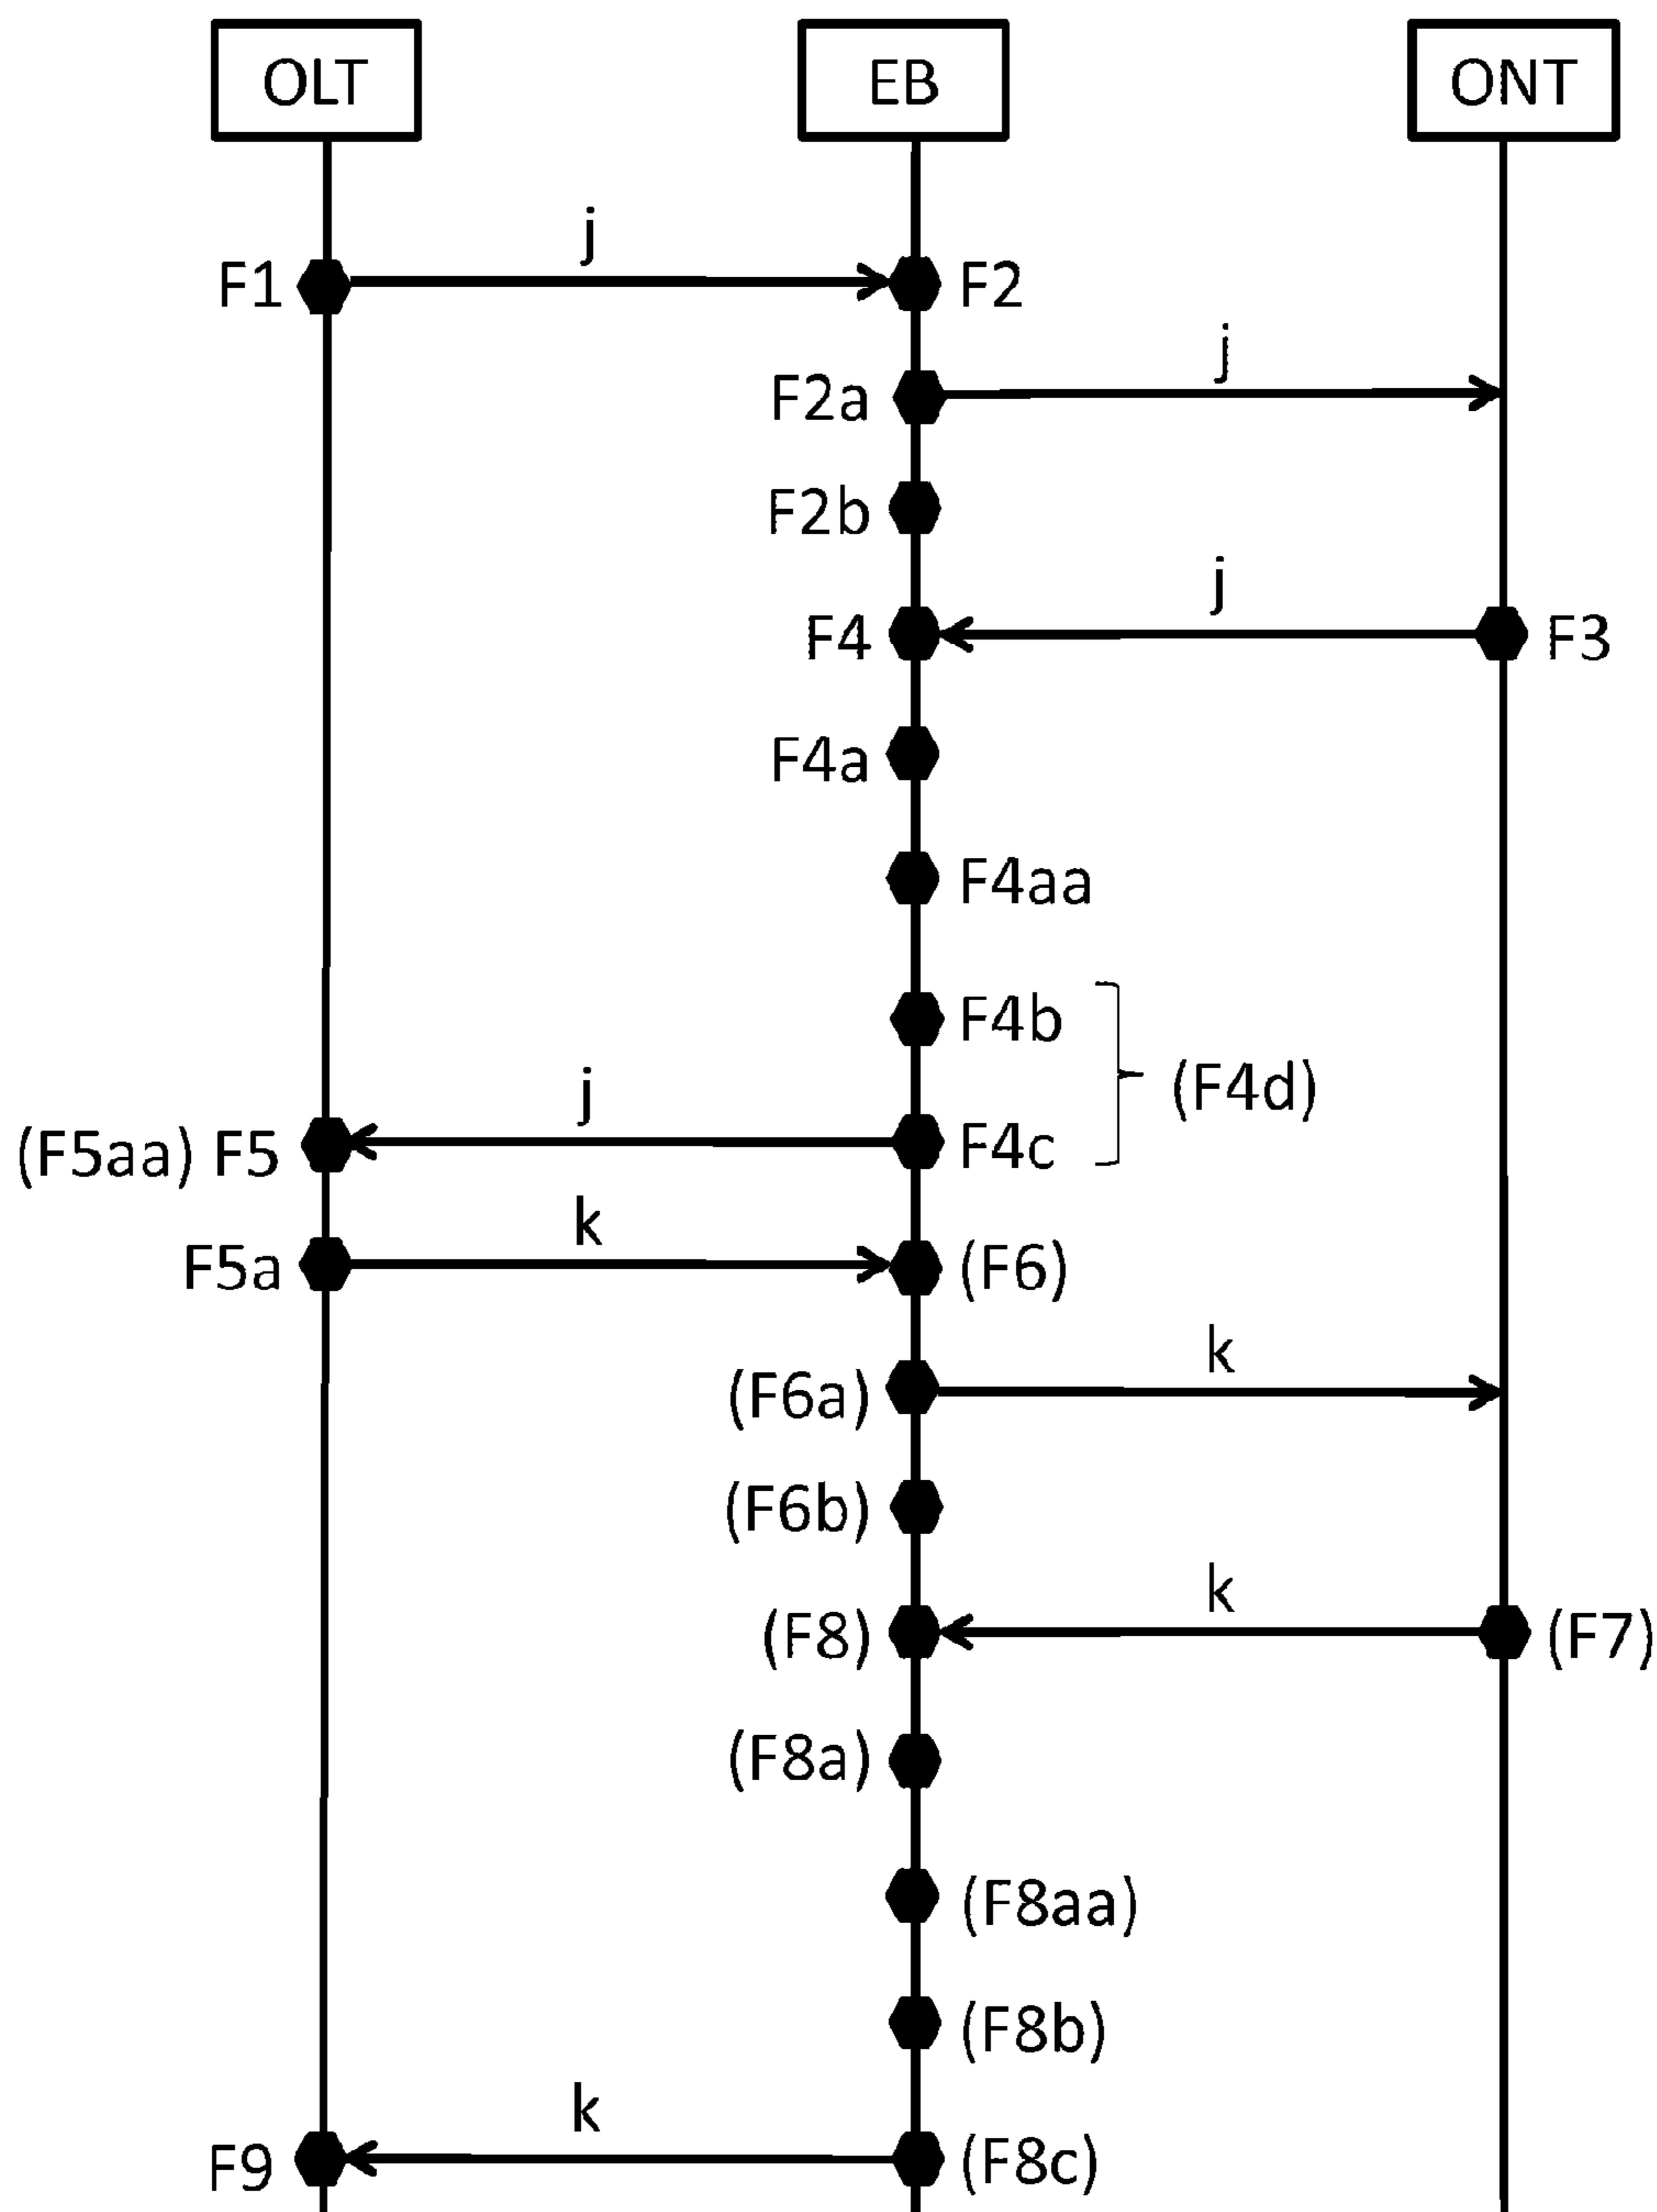 OLT EB ONT
j
F1 F2
j
F2a
F2b
j
F4 F3
F4a
F4aa
F4b
(F4d)
j
(F5aa) F5 F4c
k
F5a (F6)
k
(F6a)
(F6b)
k
(F8) (F7)
(F8a)
(F8aa)
(F8b)
k
F9 (F8c)